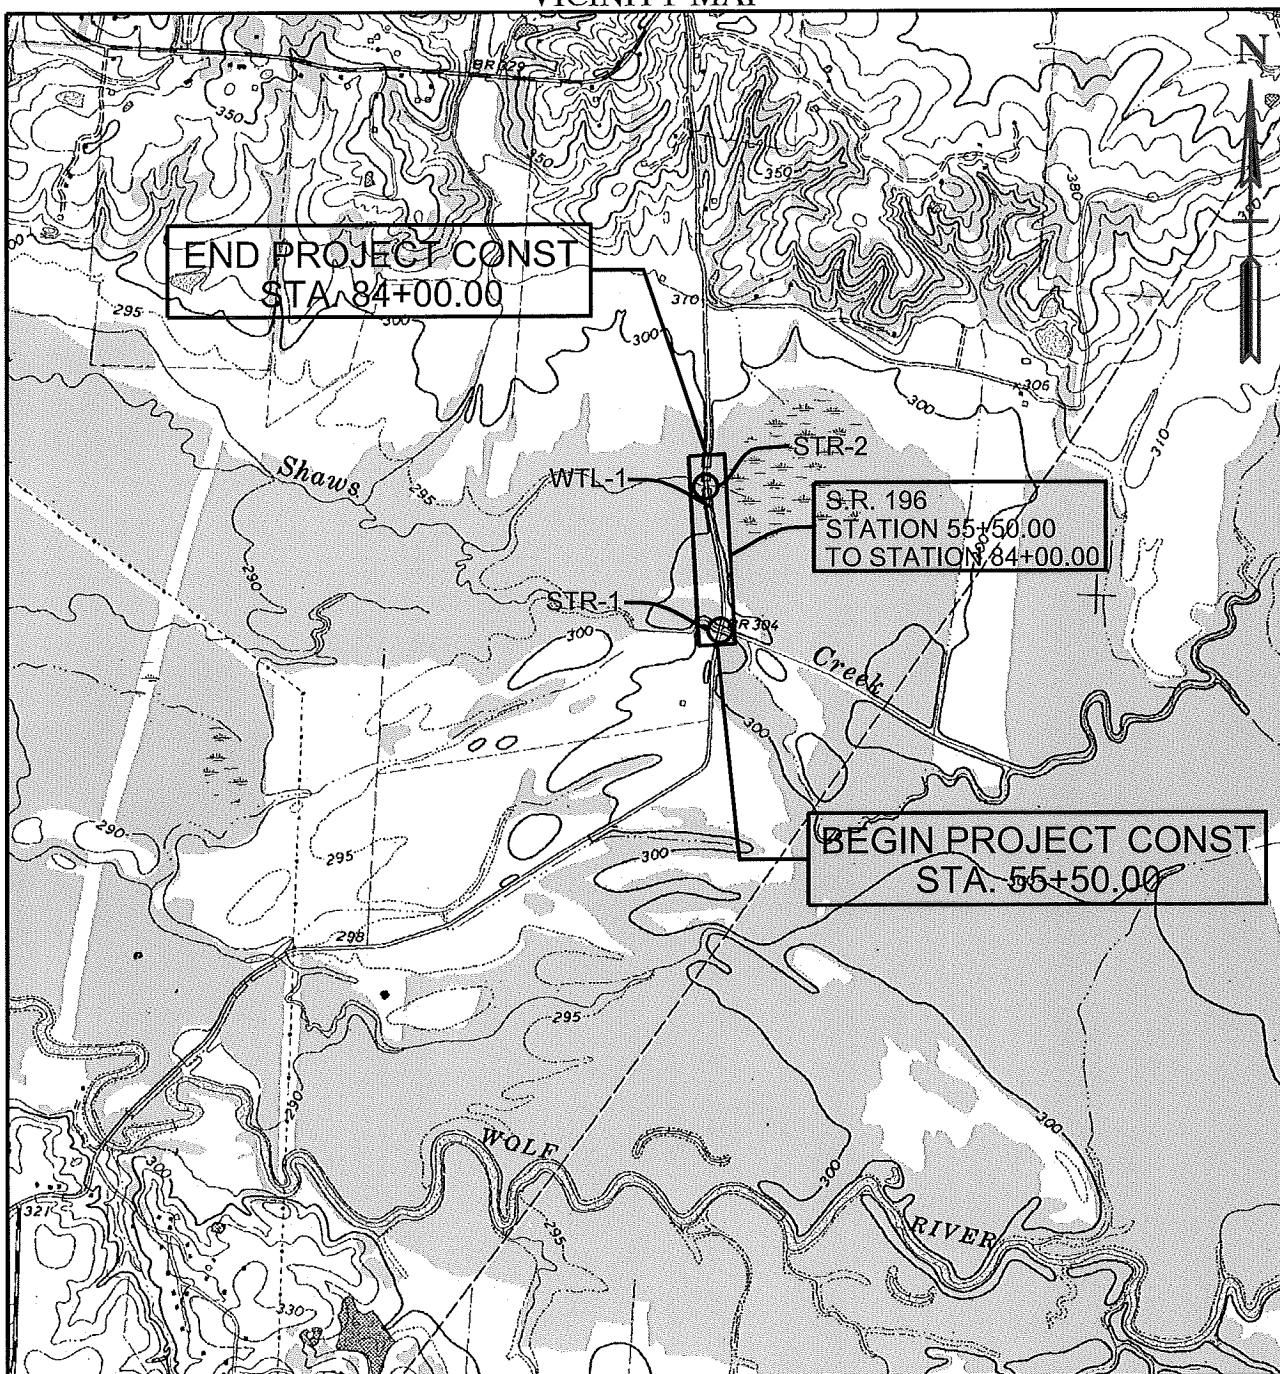 VICINITY MAP
N
BR 329
350
350
350
380
END PROJECT CONST
STA. 84+00.00
295
300
310
300
306
300
310
Shaws
295
WTL-1
STR-2
S.R. 196
STATION 55+50.00
TO STATION 84+00.00
290
STR-1
BR 304
300
Creek
300
290
295
300
BEGIN PROJECT CONST
STA. 55+50.00
298
295
290
300
WOLF
300
300
321
295
RIVER
330